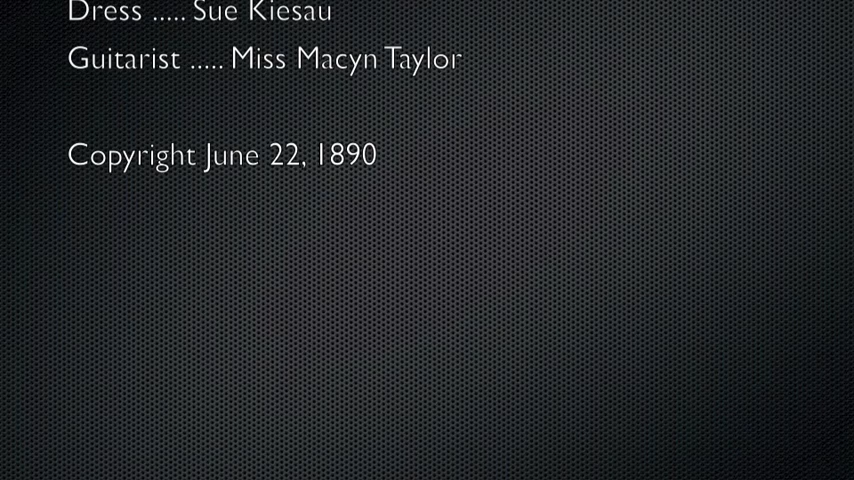 Dress ..... Sue Kiesau
Guitarist ..... Miss Macyn Taylor
Copyright June 22, 1890